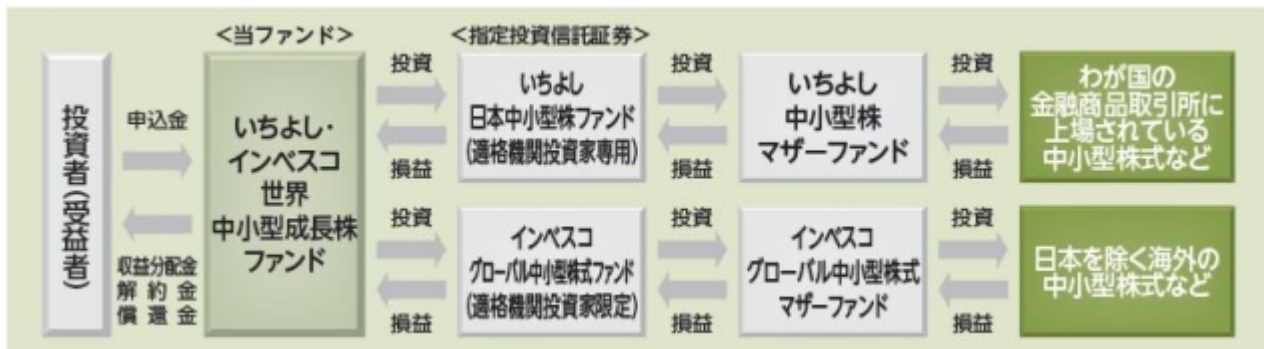 <当ファンド>
<指定投資信託証券>
投資者(受益者)
申込金
収益分配金
解約金
償還金
いちよし・
インベスコ
世界
中小型成長株
ファンド
投資
損益
いちよし
日本中小型株ファンド
(適格機関投資家専用)
投資
損益
いちよし
中小型株
マザーファンド
投資
損益
わが国の
金融商品取引所に
上場されている
中小型株式など
投資
損益
インベスコ
グローバル中小型株式ファンド
(適格機関投資家限定)
投資
損益
インベスコ
グローバル中小型株式
マザーファンド
投資
損益
日本を除く海外の
中小型株式など